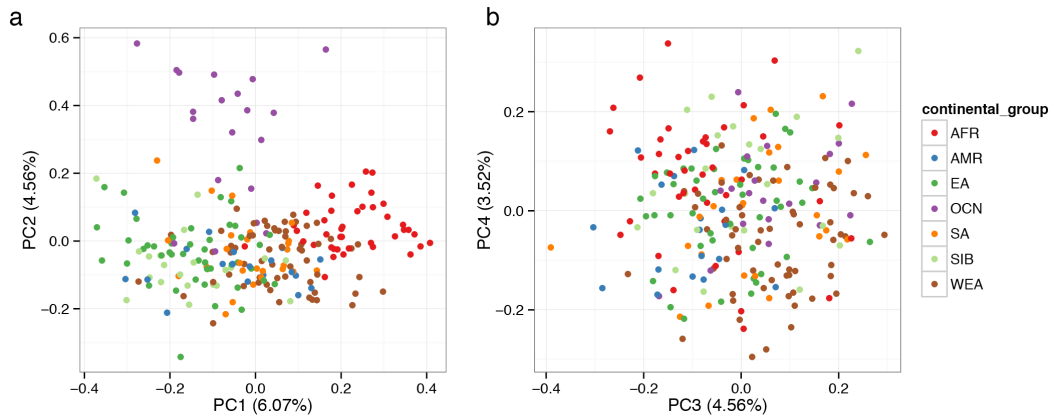 a
b
0.6
0.4
0.2
0.0
−0.2
PC2 (4.56%)
−0.4
−0.2
0.0
0.2
0.4
PC1 (6.07%)
0.2
0.0
−0.2
PC4 (3.52%)
−0.4
−0.2
0.0
0.2
PC3 (4.56%)
continental_group
AFR
AMR
EA
OCN
SA
SIB
WEA